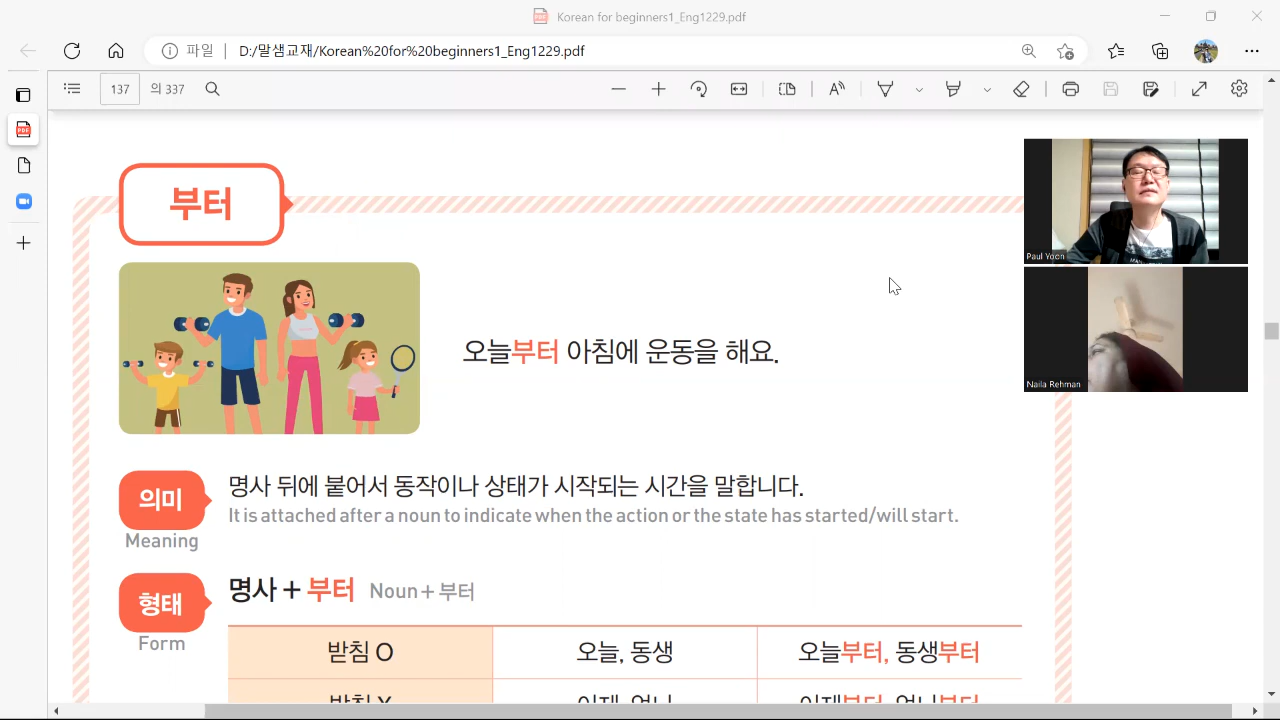 Korean for beginners1_Eng1229.pdf
파일 | D:/말샘교재/Korean%20for%20beginners1_Eng1229.pdf
137 의 337
부터
Paul Yoon
오늘부터 아침에 운동을 해요.
Naila Rehman
의미 명사 뒤에 붙어서 동작이나 상태가 시작되는 시간을 말합니다.
It is attached after a noun to indicate when the action or the state has started/will start.
Meaning
형태 명사 + 부터 Noun + 부터
Form
받침 O 오늘, 동생 오늘부터, 동생부터